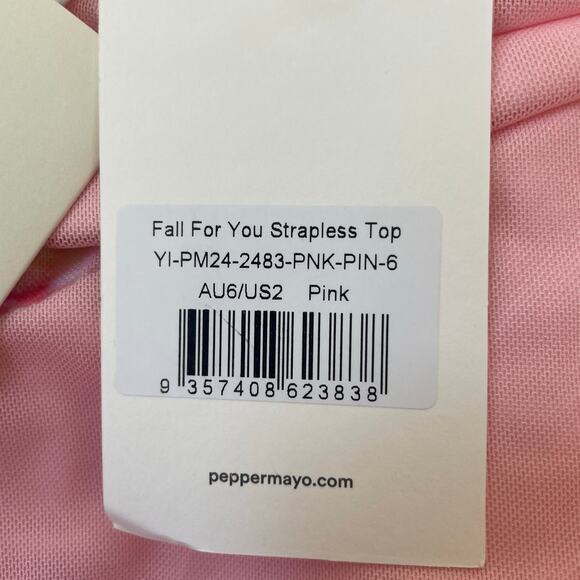 Fall For You Strapless Top
YI-PM24-2483-PNK-PIN-6
AU6/US2 Pink
9 357408 623838
peppermayo.com